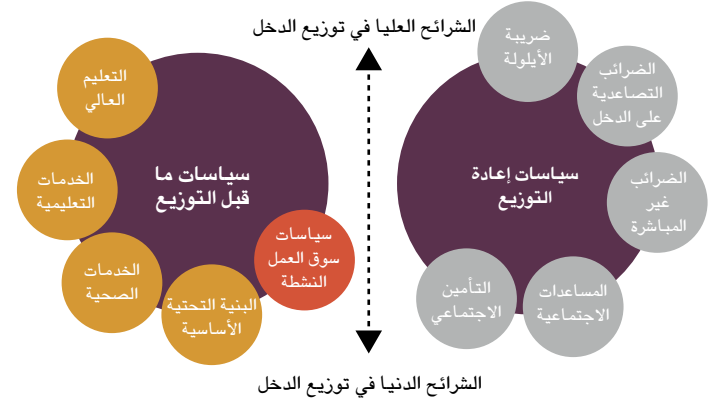 الشرائح العليا في توزيع الدخل
ضريبة
الأيلولة
الضرائب
التصاعدية
على الدخل
الضرائب
غير
المباشرة
سياسات إعادة
التوزيع
المساعدات
الاجتماعية
التأمين
الاجتماعي
التعليم
العالي
سياسات ما
قبل التوزيع
الخدمات
التعليمية
سياسات
سوق العمل
النشطة
الخدمات
الصحية
البنية التحتية
الأساسية
الشرائح الدنيا في توزيع الدخل